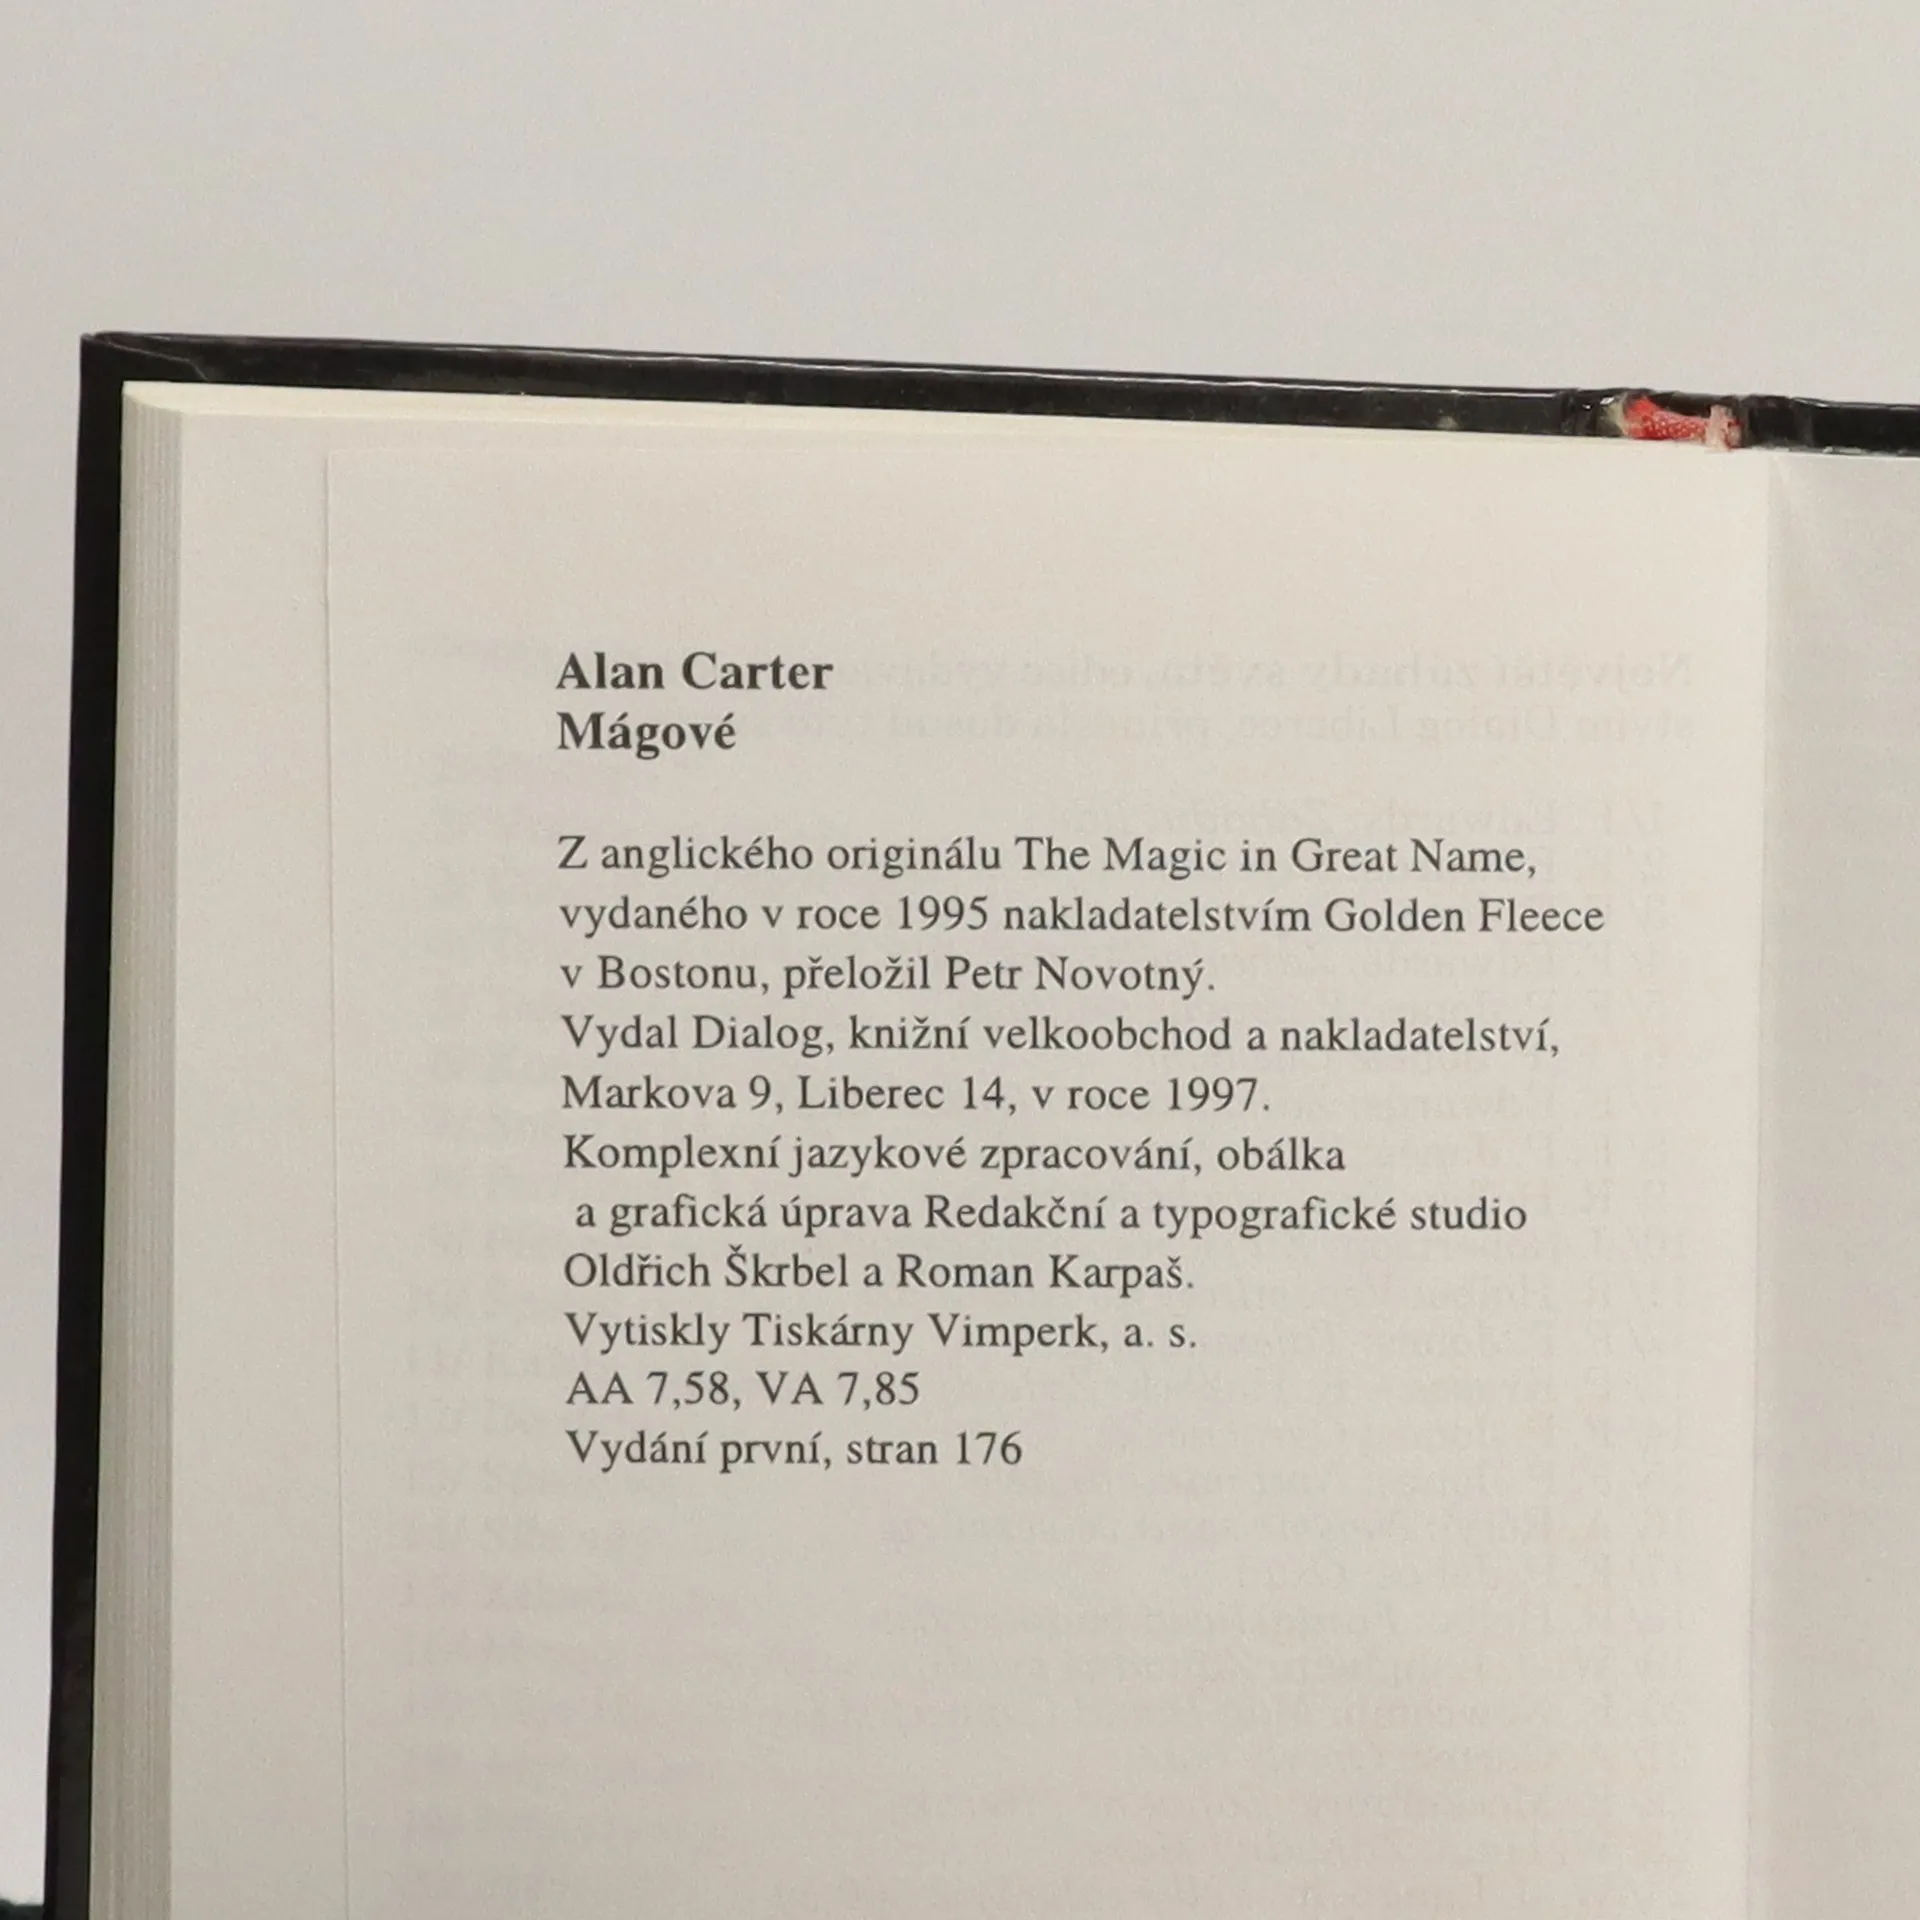 Alan Carter
Mágové
Z anglického originálu The Magic in Great Name,
vydaného v roce 1995 nakladatelstvím Golden Fleece
v Bostonu, přeložil Petr Novotný.
Vydal Dialog, knižní velkoobchod a nakladatelství,
Markova 9, Liberec 14, v roce 1997.
Komplexní jazykové zpracování, obálka
a grafická úprava Redakční a typografické studio
Oldřich Škrbel a Roman Karpaš.
Vytiskly Tiskárny Vimperk, a. s.
AA 7,58, VA 7,85
Vydání první, stran 176